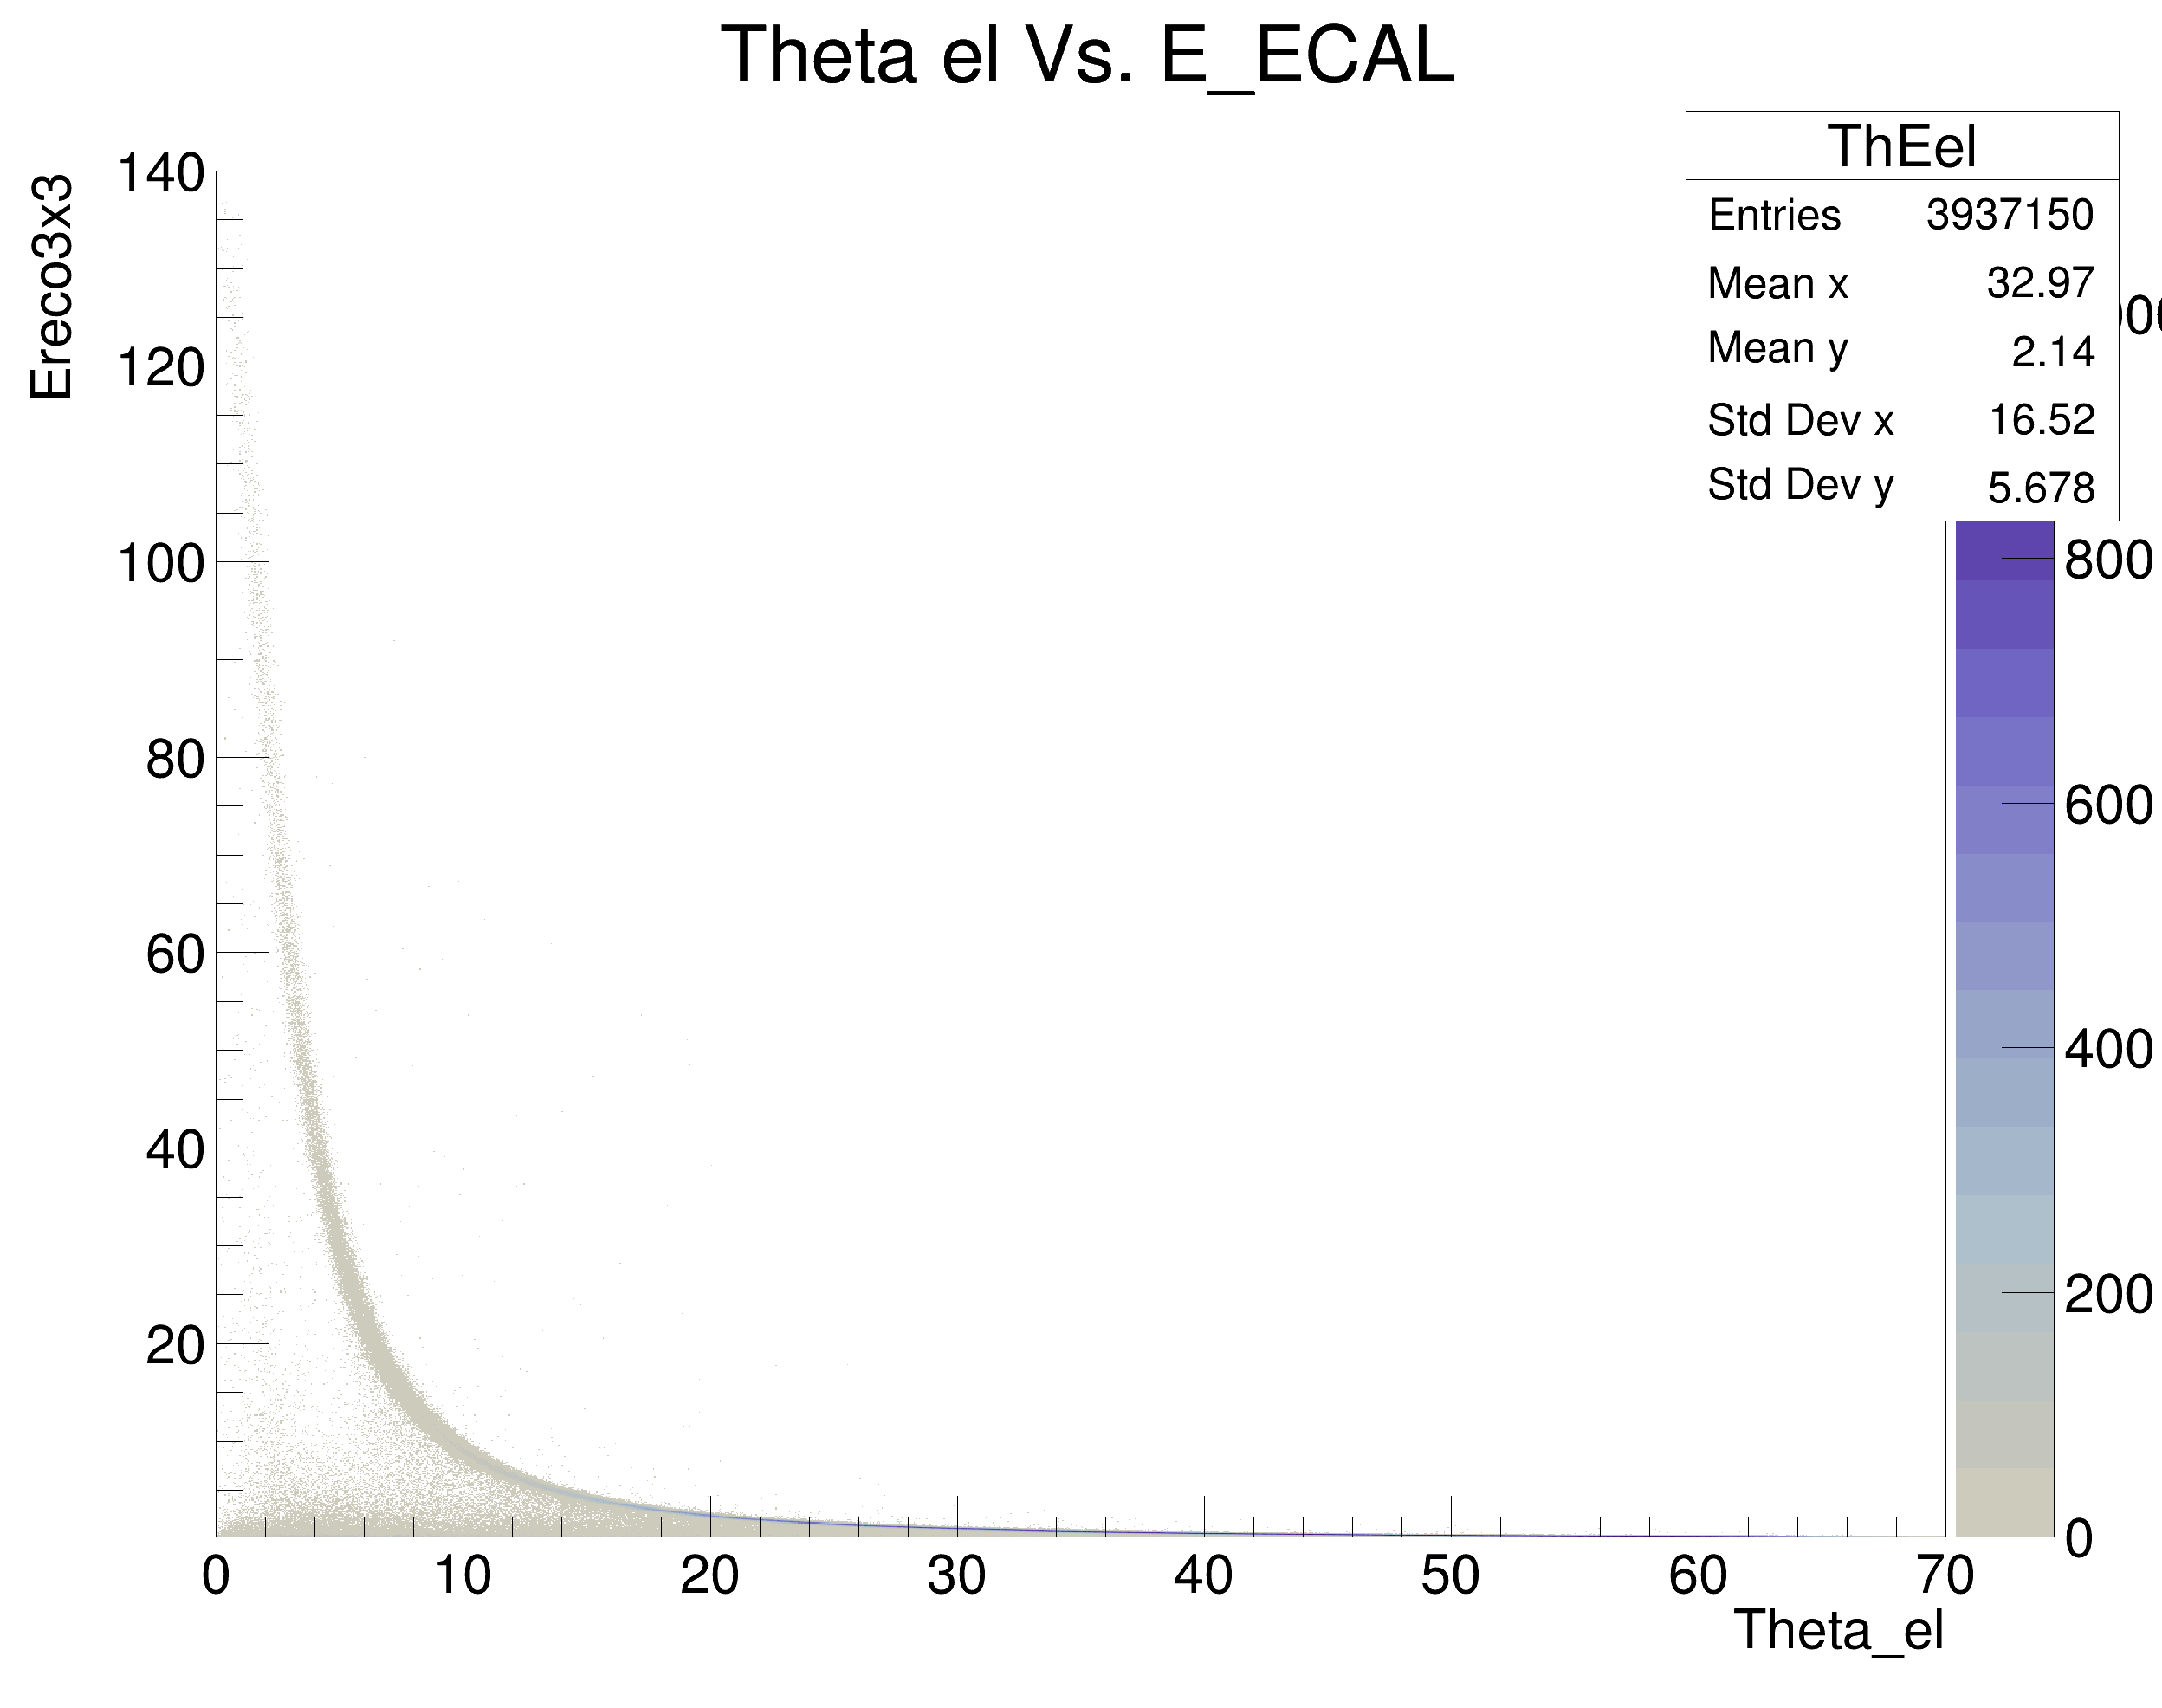 Theta el Vs. E_ECAL
ThEel
Entries 3937150
Mean x 32.97
Mean y 2.14
Std Dev x 16.52
Std Dev y 5.678
Ereco3x3
140
120
100
80
60
40
20
800
600
400
200
0
0 10 20 30 40 50 60 70
Theta_el